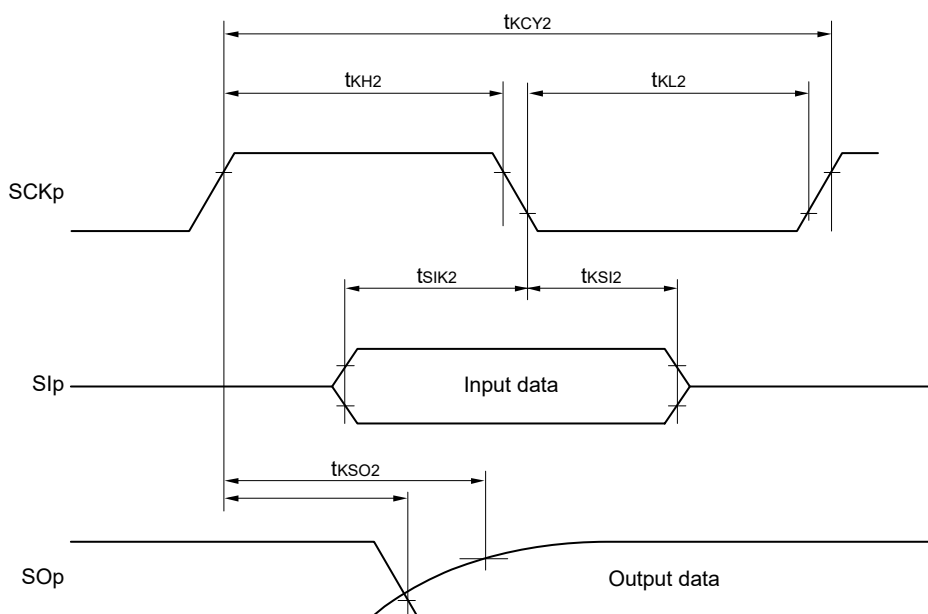 tKCY2
tKH2 tKL2
SCKp
tSIK2 tKSI2
SIp Input data
tKSO2
SOp Output data